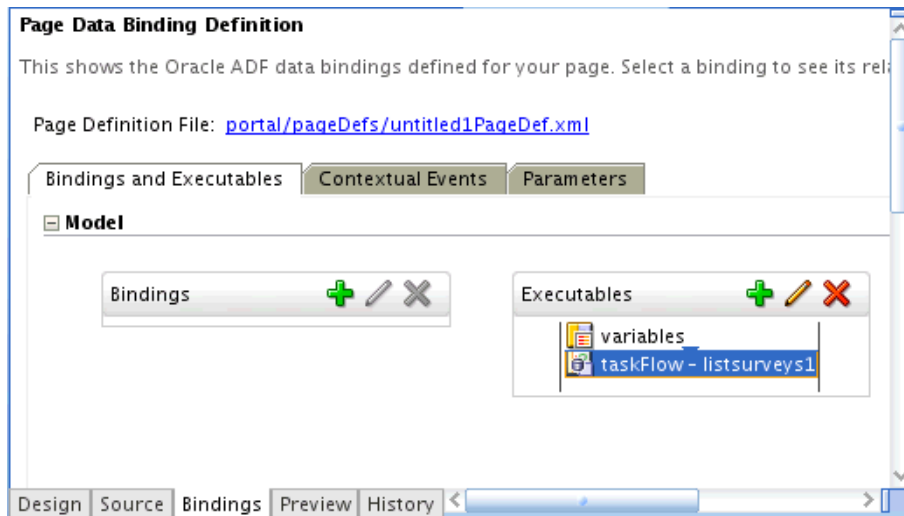 Page Data Binding Definition
This shows the Oracle ADF data bindings defined for your page. Select a binding to see its rel
Page Definition File: portal/pageDefs/untitled1PageDef.xml
Bindings and Executables Contextual Events Parameters
Model
Bindings Executables
variables
taskFlow - listsurveys1
Design Source Bindings Preview History